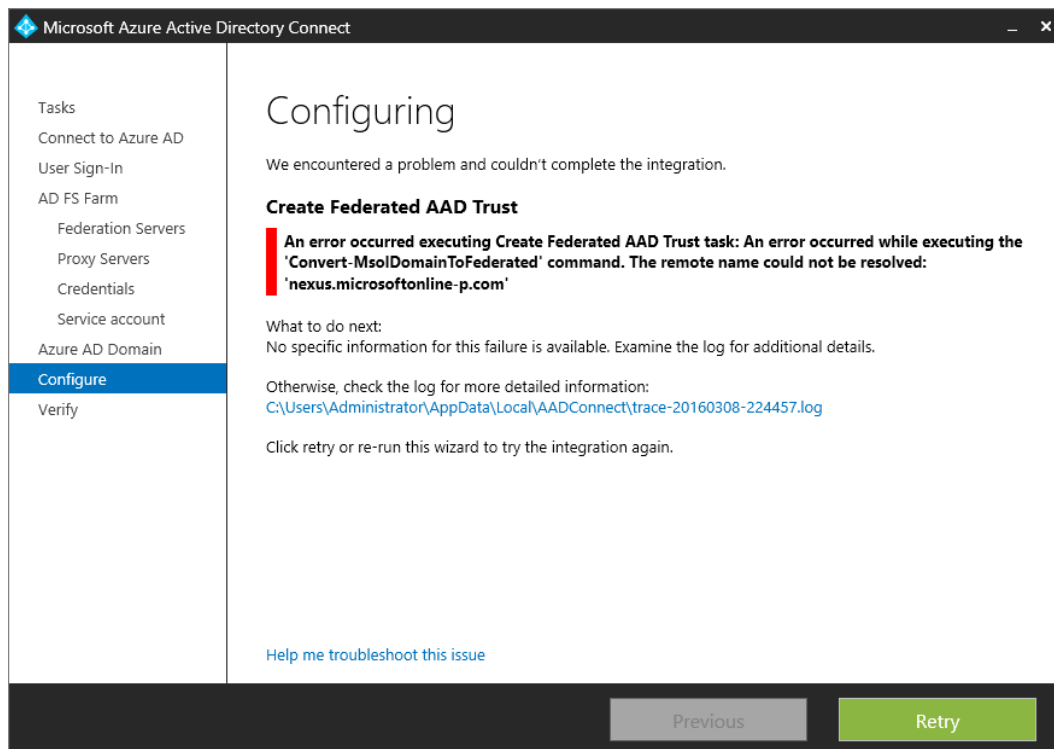 Microsoft Azure Active Directory Connect
Tasks
Connect to Azure AD
User Sign-In
AD FS Farm
Federation Servers
Proxy Servers
Credentials
Service account
Azure AD Domain
Configure
Verify
Configuring
We encountered a problem and couldn't complete the integration.
Create Federated AAD Trust
An error occurred executing Create Federated AAD Trust task: An error occurred while executing the
'Convert-MsolDomainToFederated' command. The remote name could not be resolved:
'nexus.microsoftonline-p.com'
What to do next:
No specific information for this failure is available. Examine the log for additional details.
Otherwise, check the log for more detailed information:
C:\Users\Administrator\AppData\Local\AADConnect\trace-20160308-224457.log
Click retry or re-run this wizard to try the integration again.
Help me troubleshoot this issue
Previous
Retry